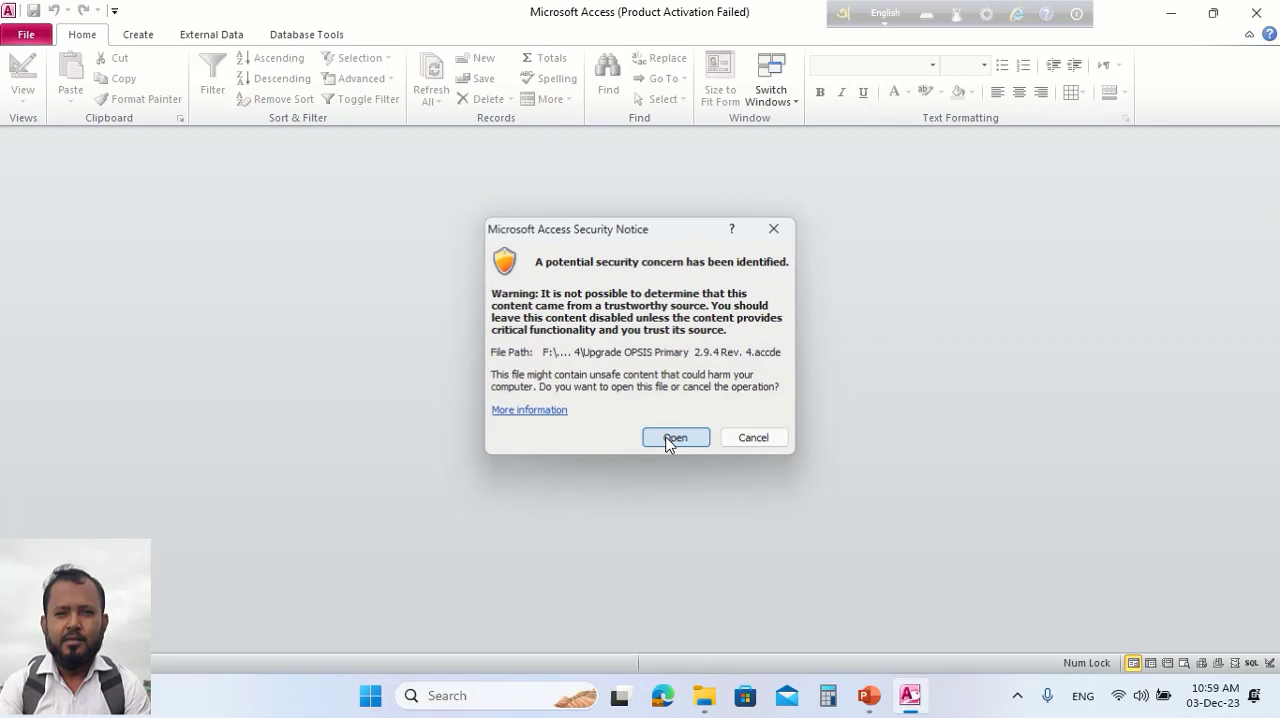 Microsoft Access (Product Activation Failed)
English
File
Home
Create
External Data
Database Tools
View
Views
Paste
Cut
Copy
Format Painter
Clipboard
Filter
Ascending
Descending
Remove Sort
Selection
Advanced
Toggle Filter
Sort & Filter
Refresh
All
New
Save
Delete
Totals
Spelling
More
Records
Find
Replace
Go To
Select
Find
Size to
Fit Form
Switch
Windows
Window
B I U
A
Text Formatting
Microsoft Access Security Notice
A potential security concern has been identified.
Warning: It is not possible to determine that this
content came from a trustworthy source. You should
leave this content disabled unless the content provides
critical functionality and you trust its source.
File Path: F:\.... 4\Upgrade OPSIS Primary 2.9.4 Rev. 4.accde
This file might contain unsafe content that could harm your
computer. Do you want to open this file or cancel the operation?
More information
Open
Cancel
Num Lock
SQL
Search
ENG
10:59 AM
03-Dec-23